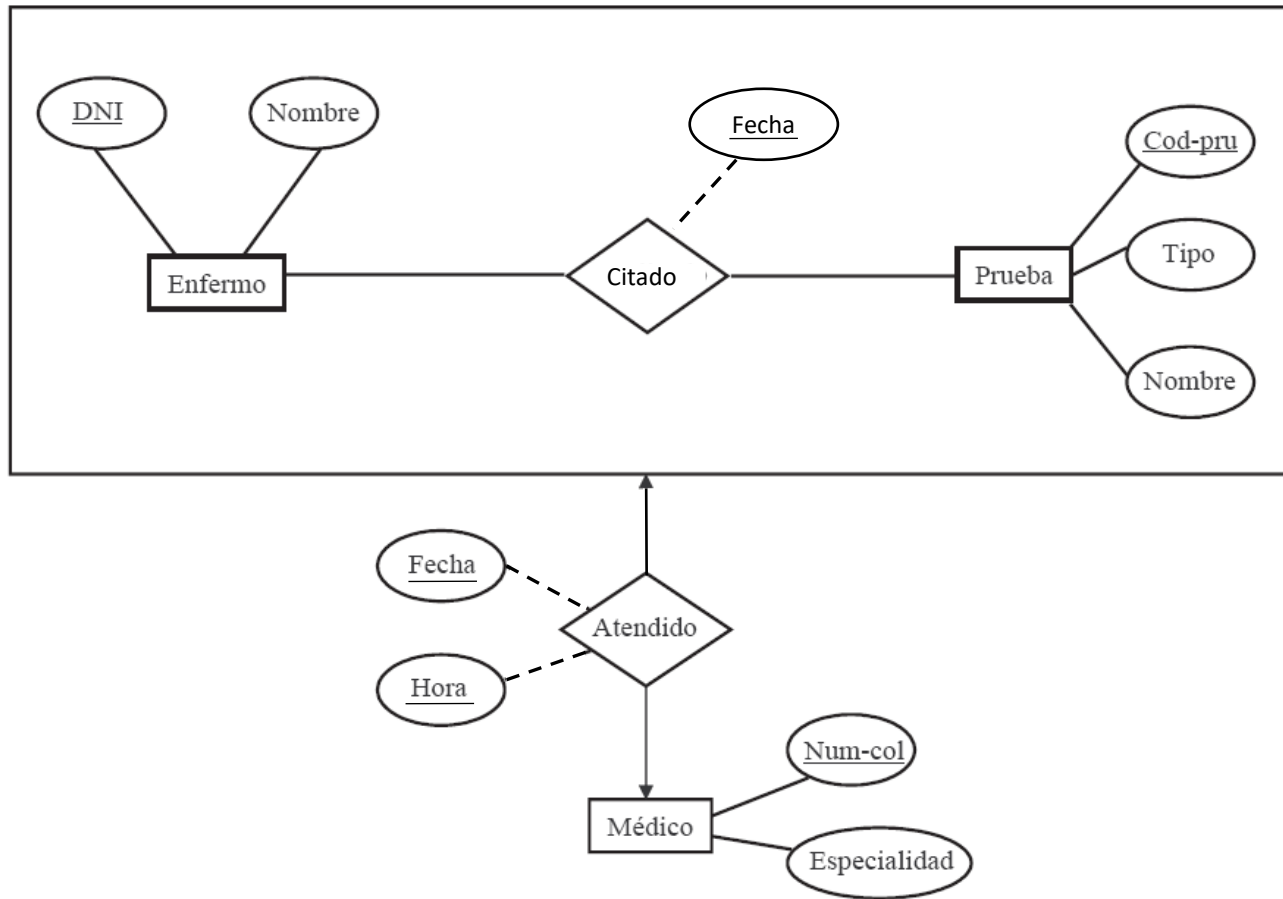 DNI
Nombre
Fecha
Cod-pru
Tipo
Enfermo
Citado
Prueba
Nombre
Fecha
Atendido
Hora
Num-col
Médico
Especialidad